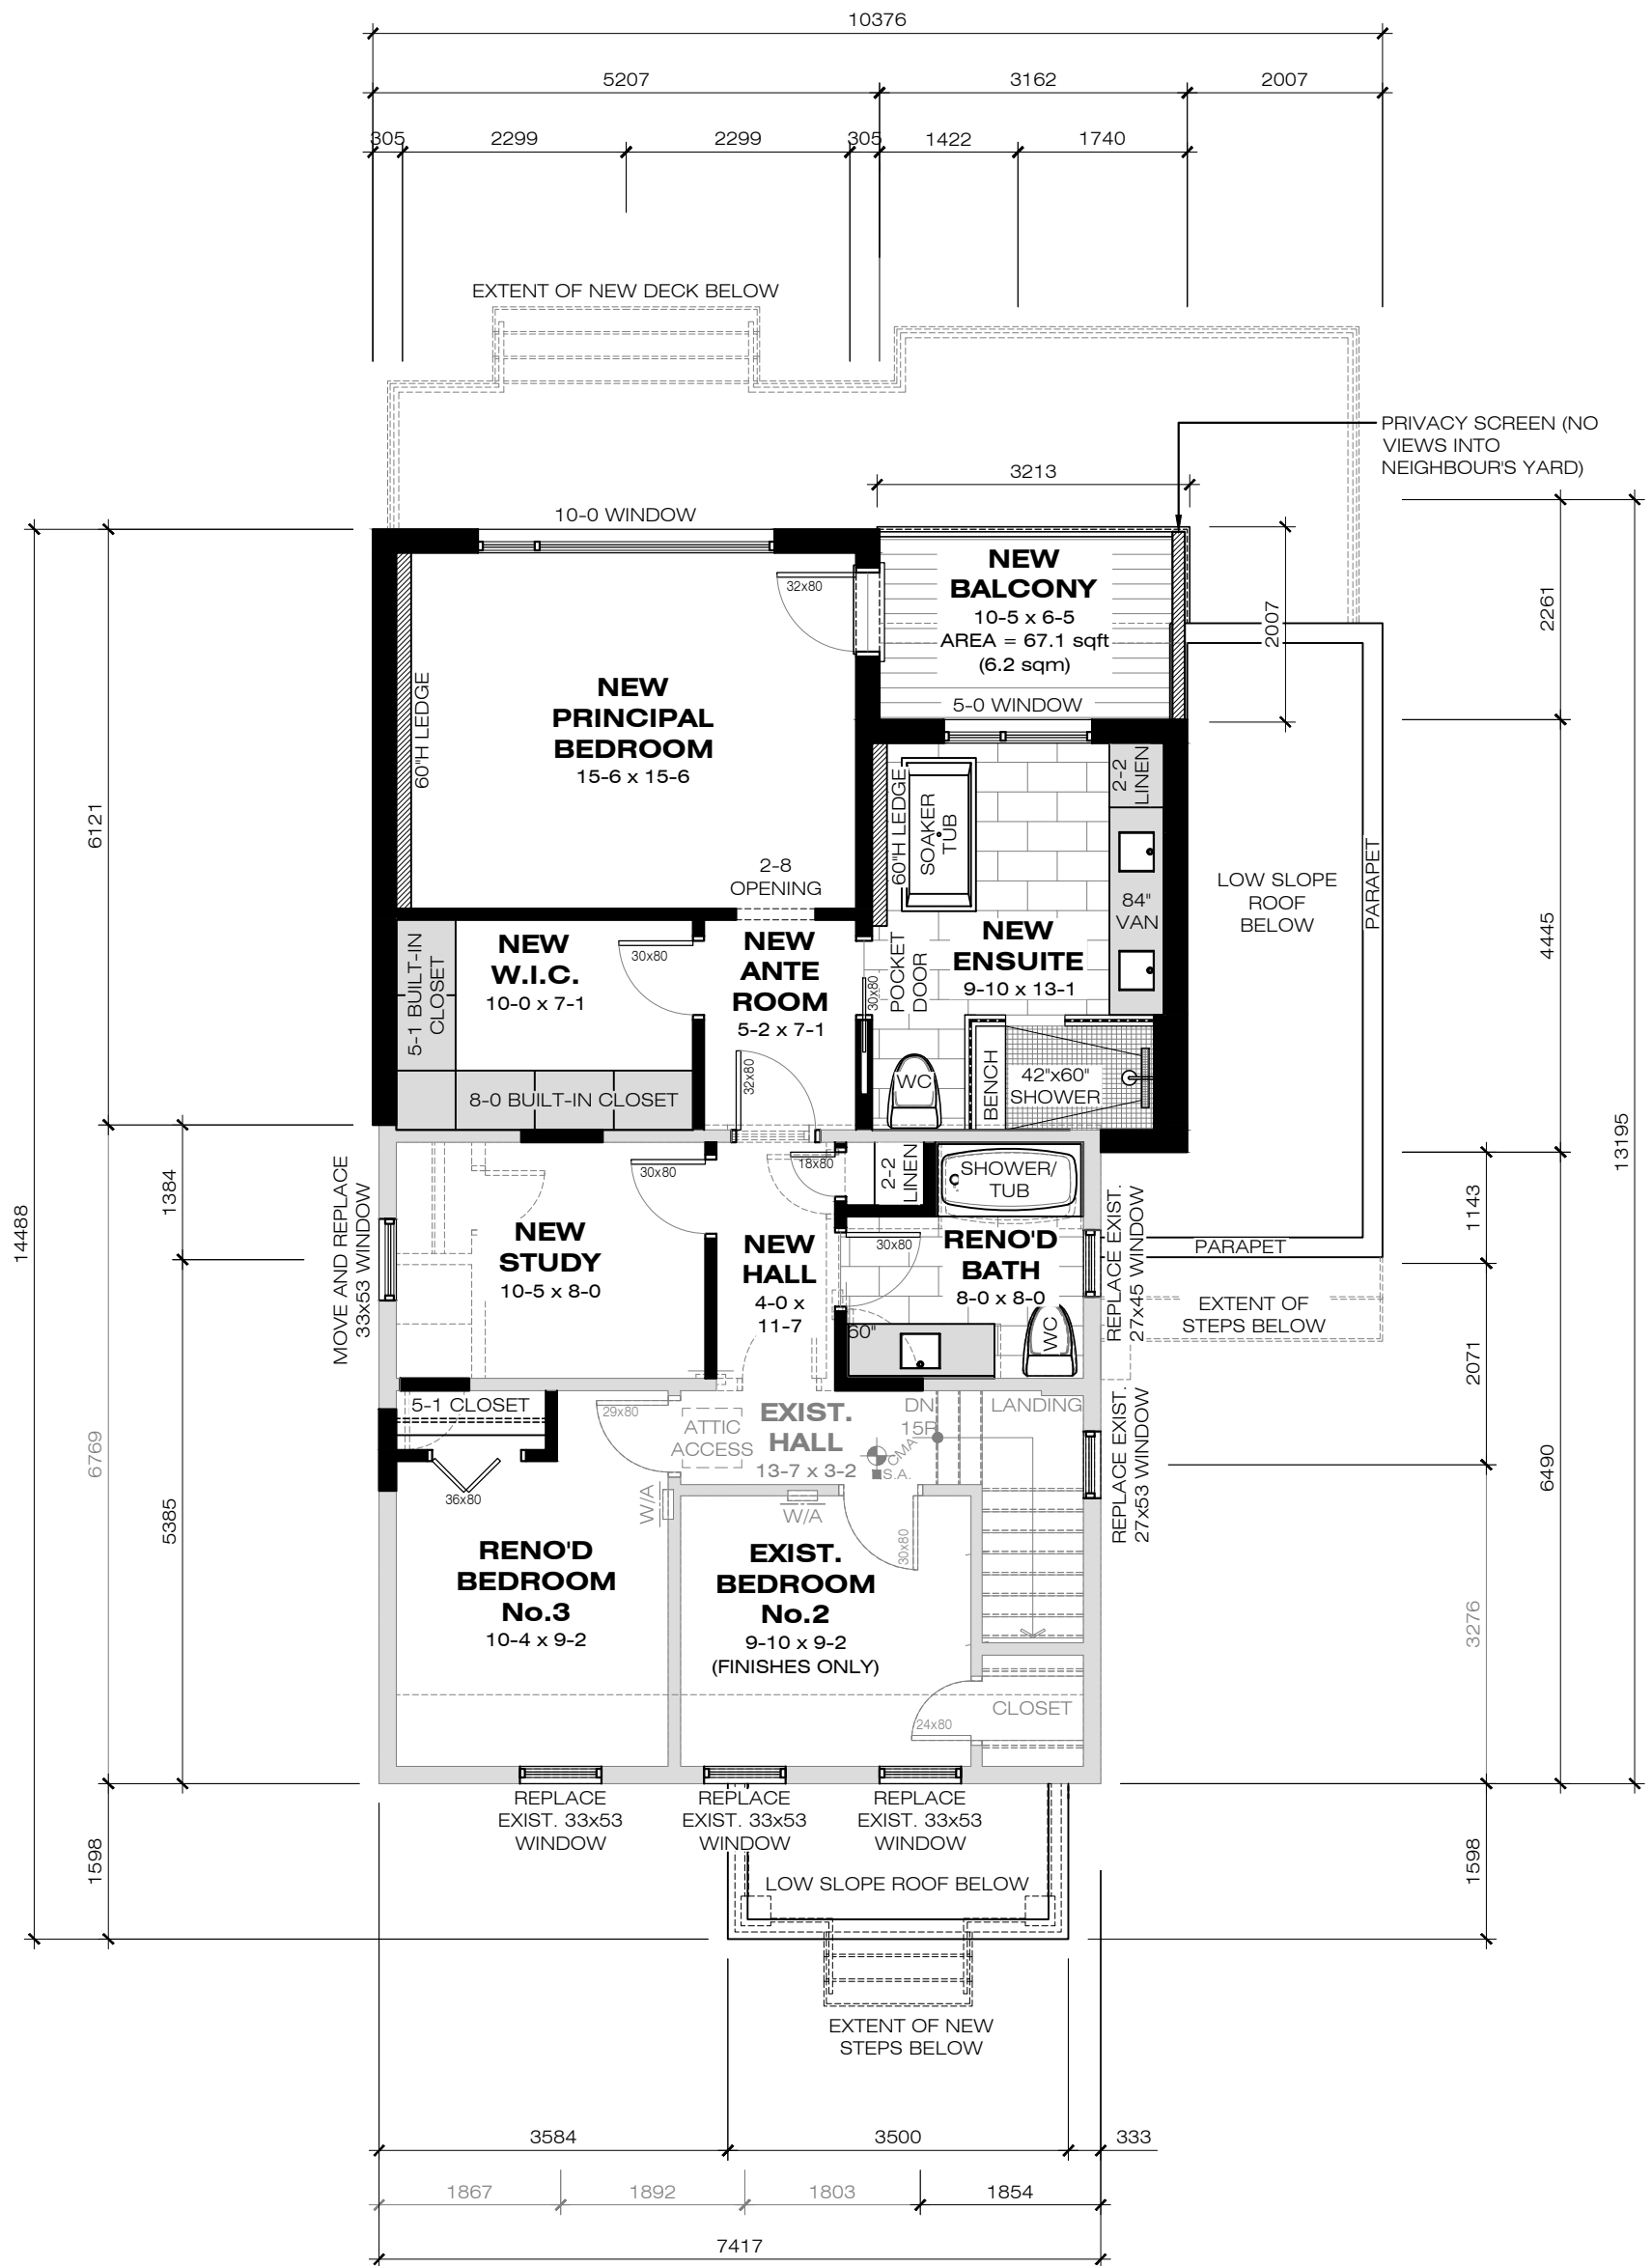 10376
5207
3162
2007
305
2299
2299
305
1422
1740
EXTENT OF NEW DECK BELOW
PRIVACY SCREEN (NO
VIEWS INTO
NEIGHBOUR'S YARD)
3213
10-0 WINDOW
NEW
BALCONY
10-5 x 6-5
AREA = 67.1 sqft
(6.2 sqm)
32x80
2007
2261
5-0 WINDOW
60"H LEDGE
NEW
PRINCIPAL
BEDROOM
15-6 x 15-6
2-8
OPENING
60"H LEDGE
SOAKER
TUB
2-2
LINEN
84"
VAN
LOW SLOPE
ROOF
BELOW
PARAPET
6121
4445
13195
14488
5-1 BUILT-IN
CLOSET
NEW
W.I.C.
10-0 x 7-1
30x80
NEW
ANTE
ROOM
5-2 x 7-1
30x80
POCKET
DOOR
NEW
ENSUITE
9-10 x 13-1
8-0 BUILT-IN CLOSET
32x80
WC
BENCH
42"x60"
SHOWER
MOVE AND REPLACE
33x53 WINDOW
1384
30x80
18x80
2-2
LINEN
SHOWER/
TUB
NEW
STUDY
10-5 x 8-0
NEW
HALL
4-0 x
11-7
30x80
RENO'D
BATH
8-0 x 8-0
60"
WC
REPLACE EXIST.
27x45 WINDOW
PARAPET
EXTENT OF
STEPS BELOW
1143
2071
6490
6769
5385
5-1 CLOSET
29x80
ATTIC
ACCESS
EXIST.
HALL
13-7 x 3-2
DN
15R
LANDING
CMA
S.A.
REPLACE EXIST.
27x53 WINDOW
36x80
W/A
W/A
30x80
RENO'D
BEDROOM
No.3
10-4 x 9-2
EXIST.
BEDROOM
No.2
9-10 x 9-2
(FINISHES ONLY)
3276
CLOSET
24x80
REPLACE
EXIST. 33x53
WINDOW
REPLACE
EXIST. 33x53
WINDOW
REPLACE
EXIST. 33x53
WINDOW
1598
1598
LOW SLOPE ROOF BELOW
EXTENT OF NEW
STEPS BELOW
3584
3500
333
1867
1892
1803
1854
7417